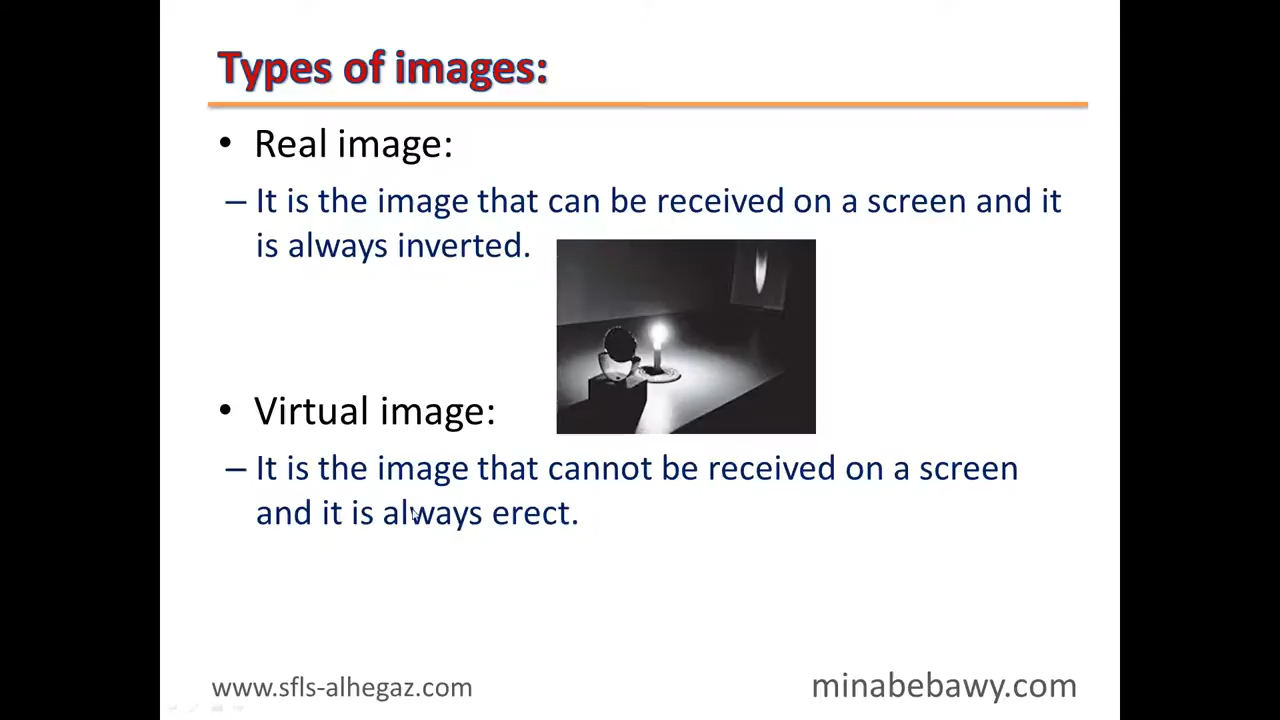 Types of images:
• Real image:
– It is the image that can be received on a screen and it
is always inverted.
• Virtual image:
– It is the image that cannot be received on a screen
and it is always erect.
www.sfls-alhegaz.com
minabebawy.com